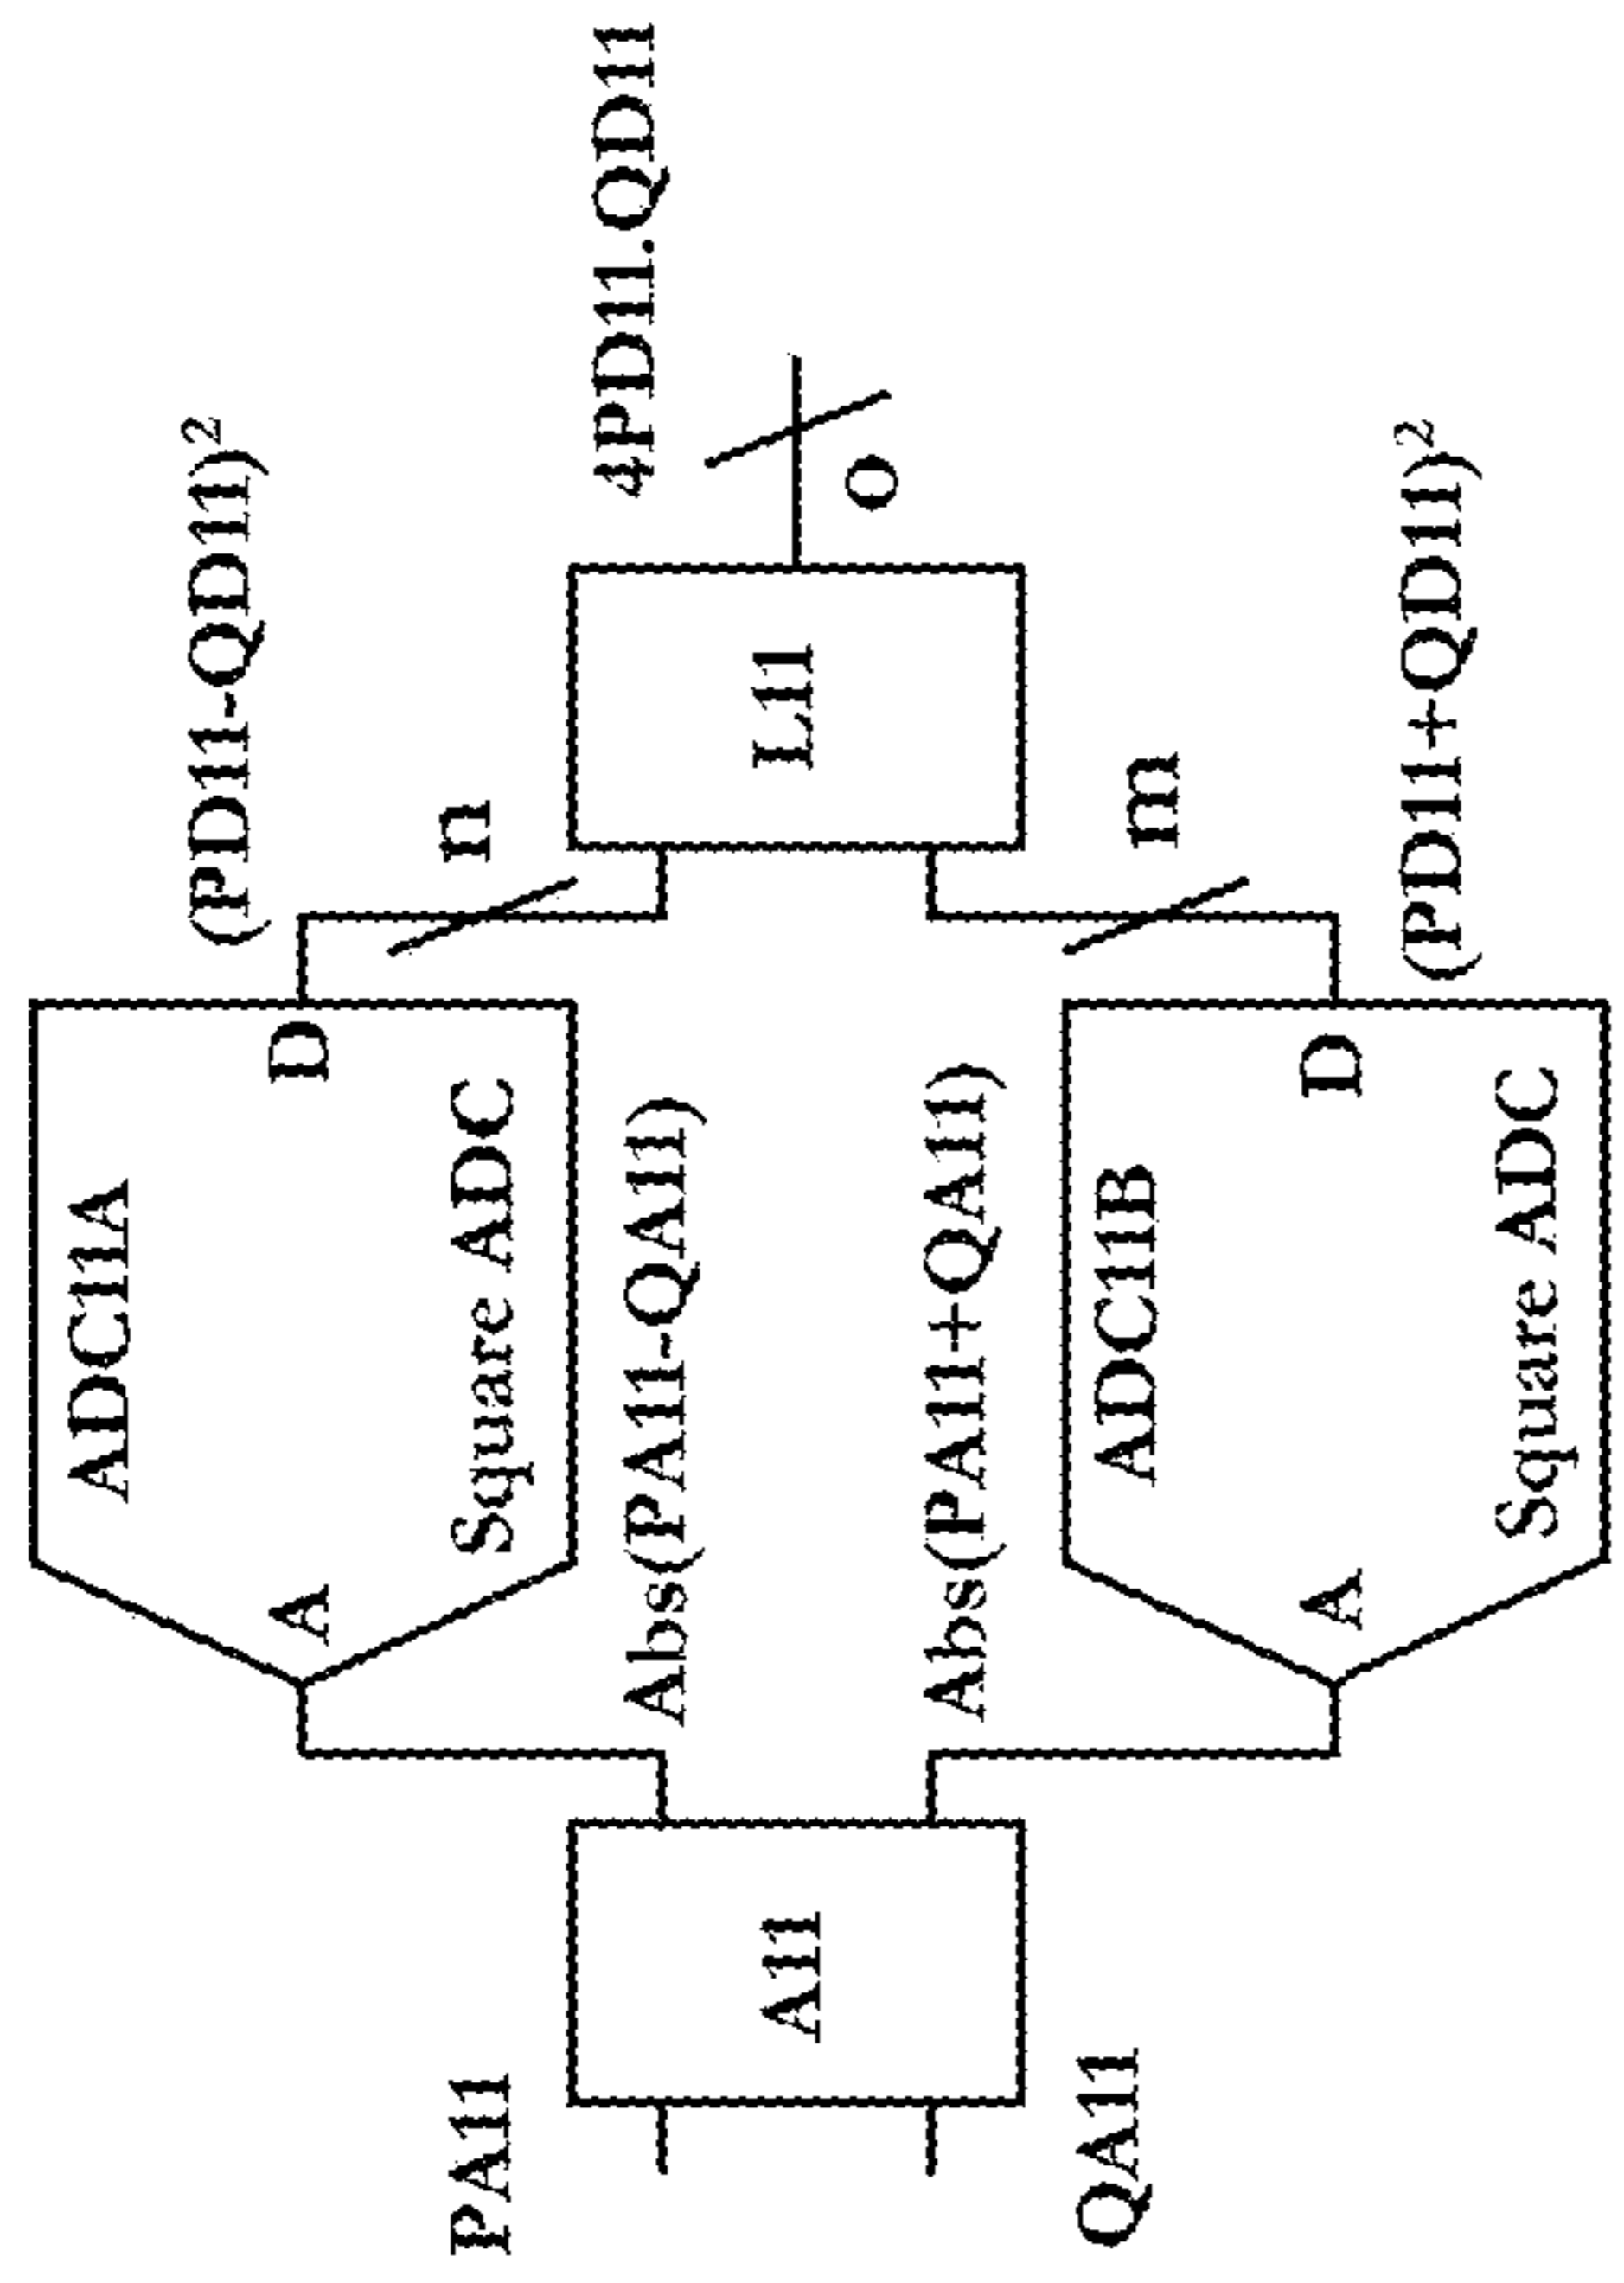 PA11
QA11
A11
Abs(PA11-QA11)
Abs(PA11+QA11)
ADC11A
A
D
Square ADC
ADC11B
A
D
Square ADC
(PD11-QD11)²
n
m
(PD11+QD11)²
L11
o
4PD11.QD11